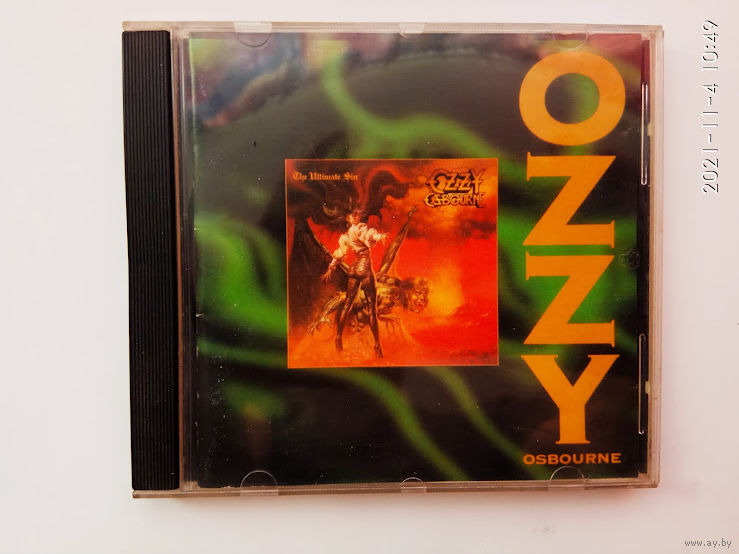 The Ultimate Sin
OZZY
OSBOURNE
OZZY
OSBOURNE
2021-11-4 10:49
www.ay.by